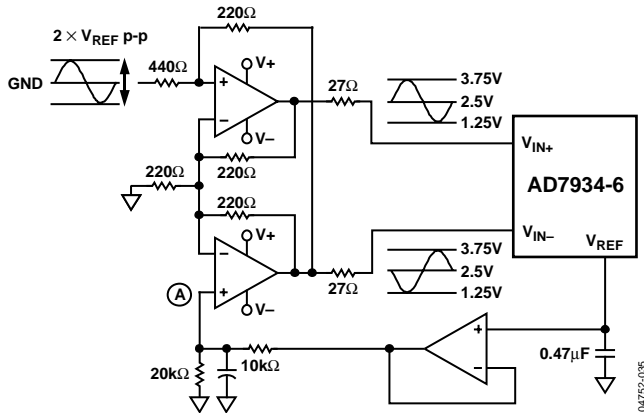 220Ω
2 × VREF p-p
V+
440Ω
GND
27Ω
3.75V
2.5V
1.25V
+
−
V−
220Ω
220Ω
VIN+
AD7934-6
220Ω
V+
VIN−
VREF
3.75V
2.5V
1.25V
−
+
A
V−
27Ω
+
−
0.47µF
20kΩ
10kΩ
04752-035